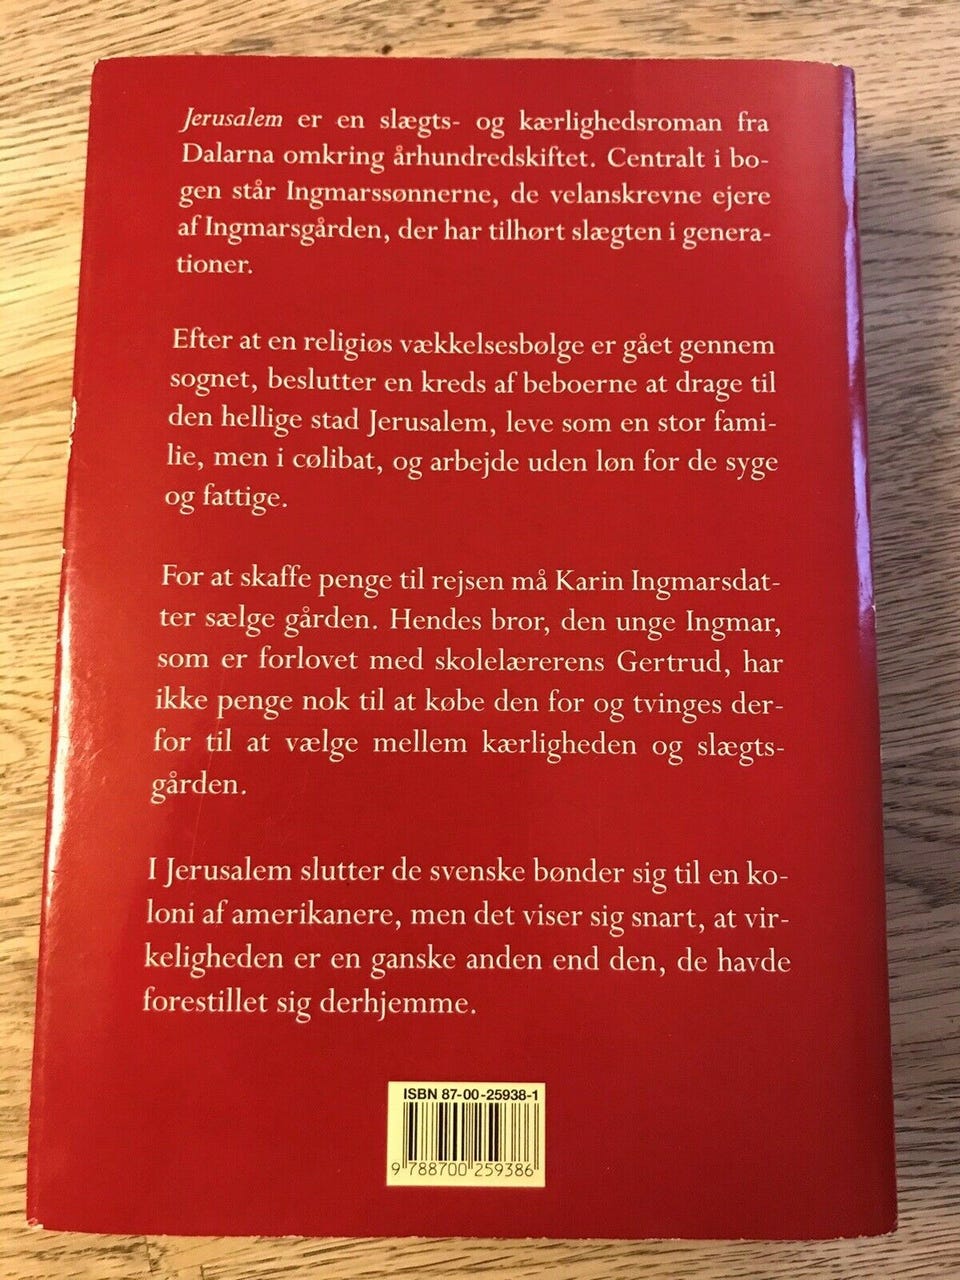 Jerusalem er en slægts- og kærlighedsroman fra
Dalarna omkring århundredskiftet. Centralt i bo-
gen står Ingmarssønnerne, de velanskrevne ejere
af Ingmarsgården, der har tilhørt slægten i genera-
tioner.
Efter at en religiøs vækkelsesbølge er gået gennem
sognet, beslutter en kreds af beboerne at drage til
den hellige stad Jerusalem, leve som en stor fami-
lie, men i cølibat, og arbejde uden løn for de syge
og fattige.
For at skaffe penge til rejsen må Karin Ingmarsdat-
ter sælge gården. Hendes bror, den unge Ingmar,
som er forlovet med skolelærerens Gertrud, har
ikke penge nok til at købe den for og tvinges der-
for til at vælge mellem kærligheden og slægts-
gården.
I Jerusalem slutter de svenske bønder sig til en ko-
loni af amerikanere, men det viser sig snart, at vir-
keligheden er en ganske anden end den, de havde
forestillet sig derhjemme.
ISBN 87-00-25938-1
9 788700 259386